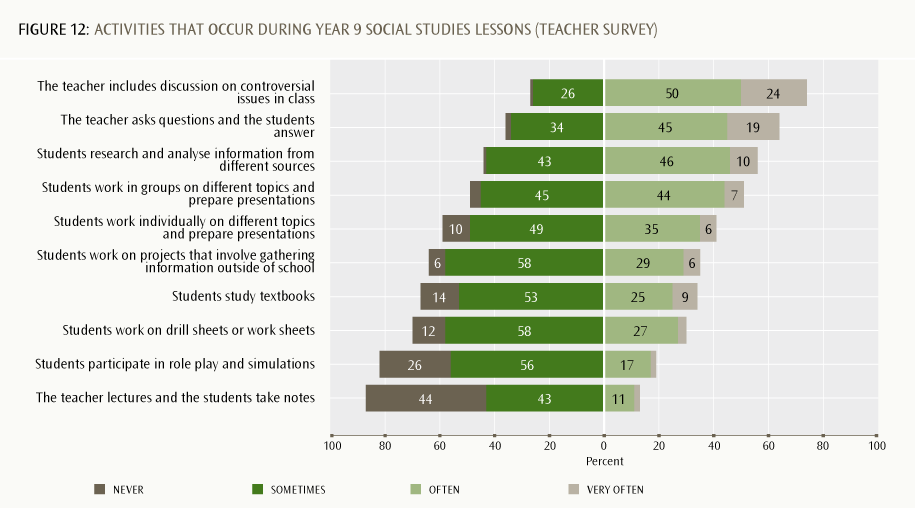 FIGURE 12: ACTIVITIES THAT OCCUR DURING YEAR 9 SOCIAL STUDIES LESSONS (TEACHER SURVEY)
The teacher includes discussion on controversial
issues in class
26 50 24
The teacher asks questions and the students
answer
34 45 19
Students research and analyse information from
different sources
43 46 10
Students work in groups on different topics and
prepare presentations
45 44 7
Students work individually on different topics
and prepare presentations
10 49 35 6
Students work on projects that involve gathering
information outside of school
6 58 29 6
Students study textbooks
14 53 25 9
Students work on drill sheets or work sheets
12 58 27
Students participate in role play and simulations
26 56 17
The teacher lectures and the students take notes
44 43 11
100 80 60 40 20 0 20 40 60 80 100
Percent
NEVER SOMETIMES OFTEN VERY OFTEN